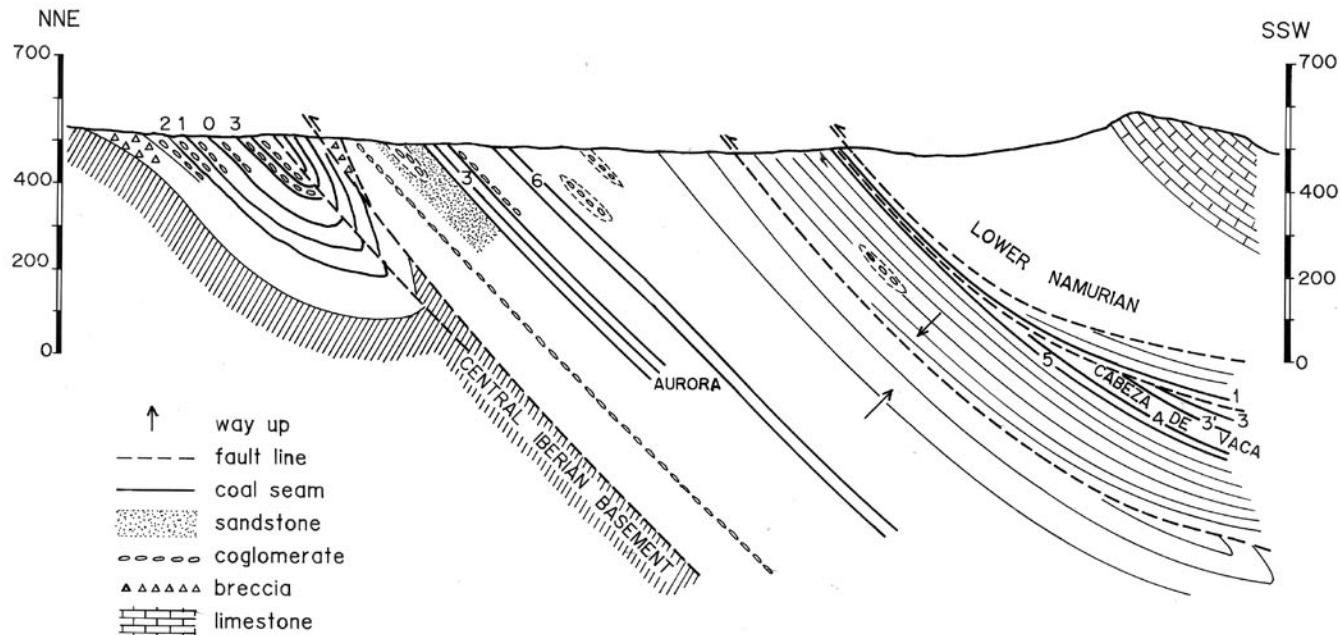 NNE
SSW
700
700
2 1 0 3
400
3
6
400
200
LOWER NAMURIAN
200
0
0
AURORA
5
CABEZA DE VACA
4
3'
3
1
CENTRAL IBERIAN BASEMENT
way up
fault line
coal seam
sandstone
coglomerate
breccia
limestone